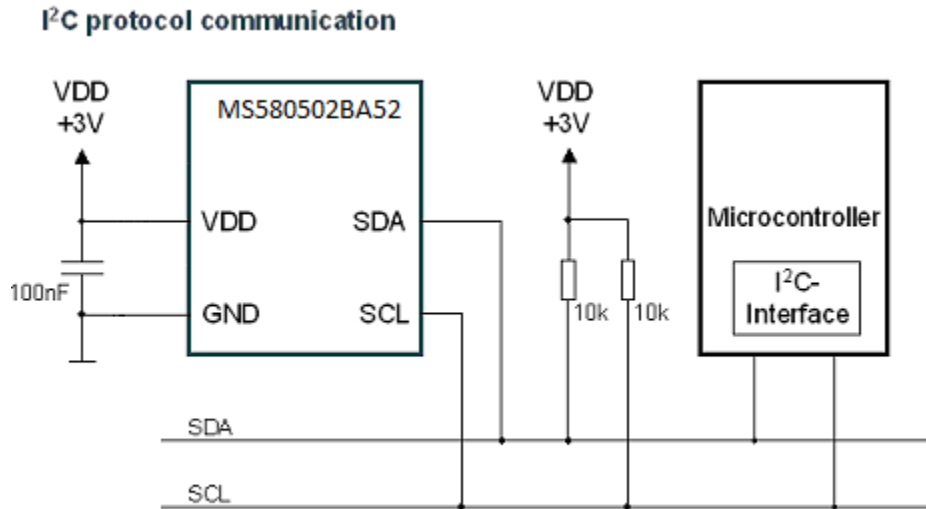 I²C protocol communication
VDD
+3V
MS580502BA52
VDD
SDA
GND
SCL
100nF
VDD
+3V
10k
10k
Microcontroller
I²C-
Interface
SDA
SCL